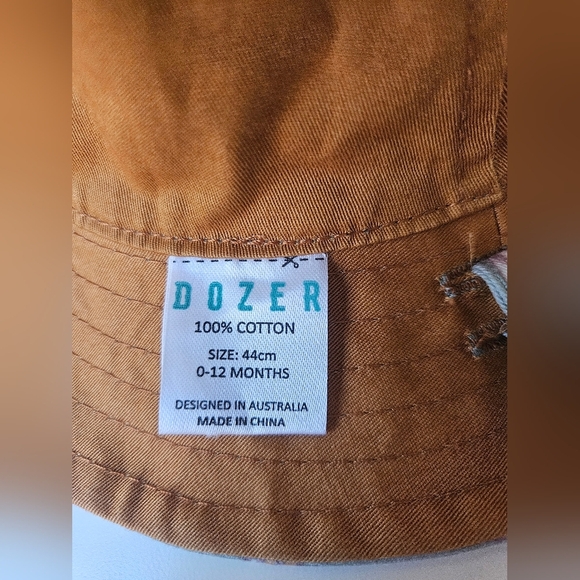 DOZER
100% COTTON
SIZE: 44cm
0-12 MONTHS
DESIGNED IN AUSTRALIA
MADE IN CHINA